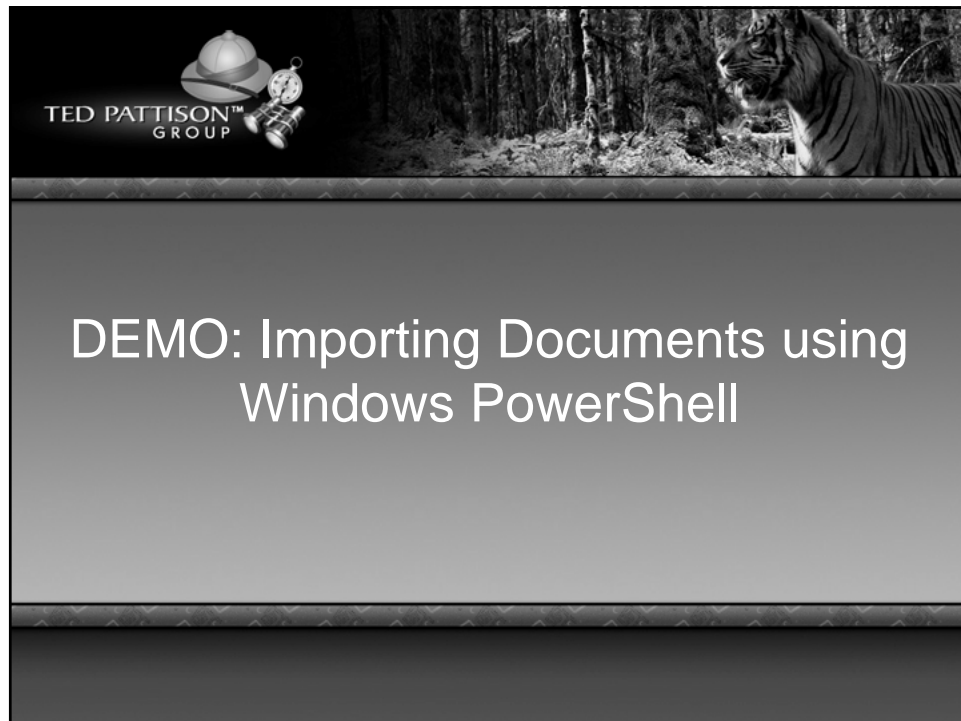 TED PATTISON™
GROUP
DEMO: Importing Documents using
Windows PowerShell